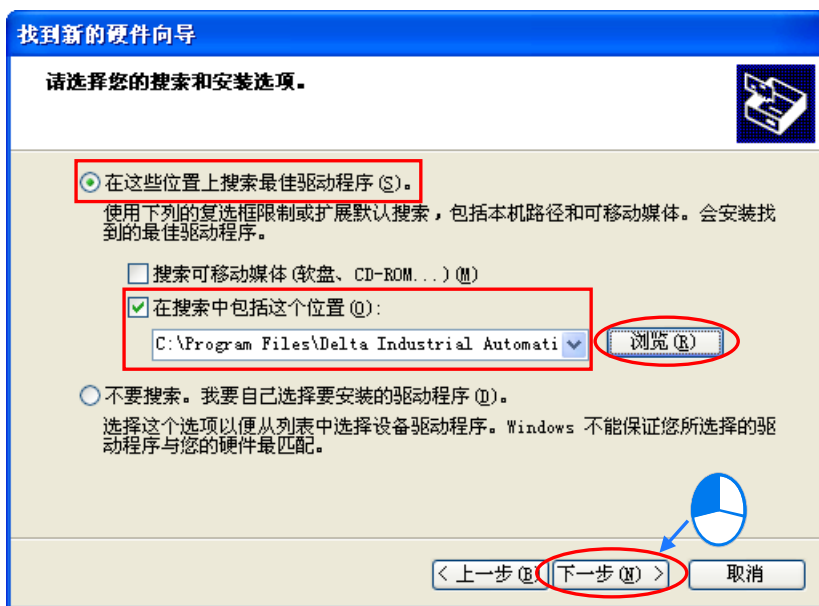 找到新的硬件向导
请选择您的搜索和安装选项。
在这些位置上搜索最佳驱动程序(S)。
使用下列的复选框限制或扩展默认搜索，包括本机路径和可移动媒体。会安装找
到的最佳驱动程序。
搜索可移动媒体(软盘、CD-ROM...)(M)
在搜索中包括这个位置(O):
C:\Program Files\Delta Industrial Automati
浏览(R)
不要搜索。我要自己选择要安装的驱动程序(D)。
选择这个选项以便从列表中选择设备驱动程序。Windows 不能保证您所选择的驱
动程序与您的硬件最匹配。
< 上一步(B) 下一步(N) > 取消